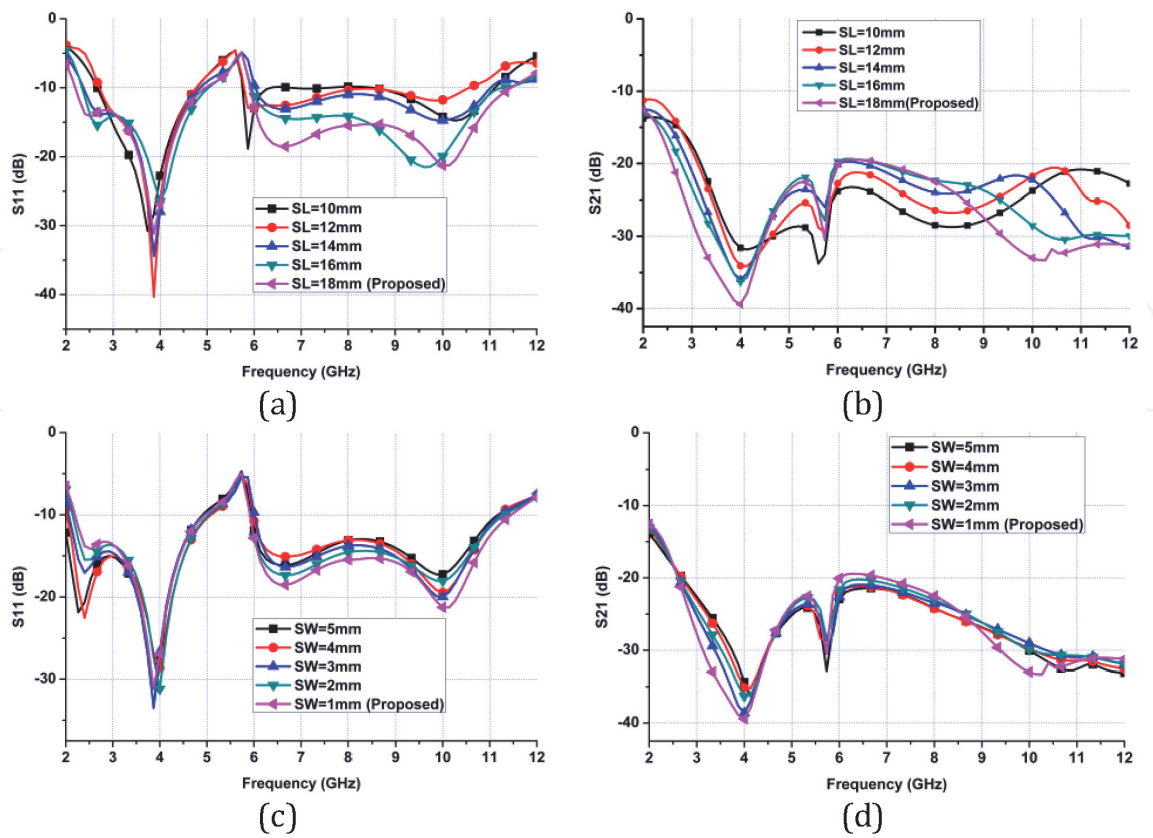 0
-10
-20
-30
-40
S11 (dB)
SL=10mm
SL=12mm
SL=14mm
SL=16mm
SL=18mm (Proposed)
2 3 4 5 6 7 8 9 10 11 12
Frequency (GHz)
(a)
0
-10
-20
-30
-40
S21 (dB)
SL=10mm
SL=12mm
SL=14mm
SL=16mm
SL=18mm(Proposed)
2 3 4 5 6 7 8 9 10 11 12
Frequency (GHz)
(b)
0
-10
-20
-30
S11 (dB)
SW=5mm
SW=4mm
SW=3mm
SW=2mm
SW=1mm (Proposed)
2 3 4 5 6 7 8 9 10 11 12
Frequency (GHz)
(c)
0
-10
-20
-30
-40
S21 (dB)
SW=5mm
SW=4mm
SW=3mm
SW=2mm
SW=1mm (Proposed)
2 3 4 5 6 7 8 9 10 11 12
Frequency (GHz)
(d)